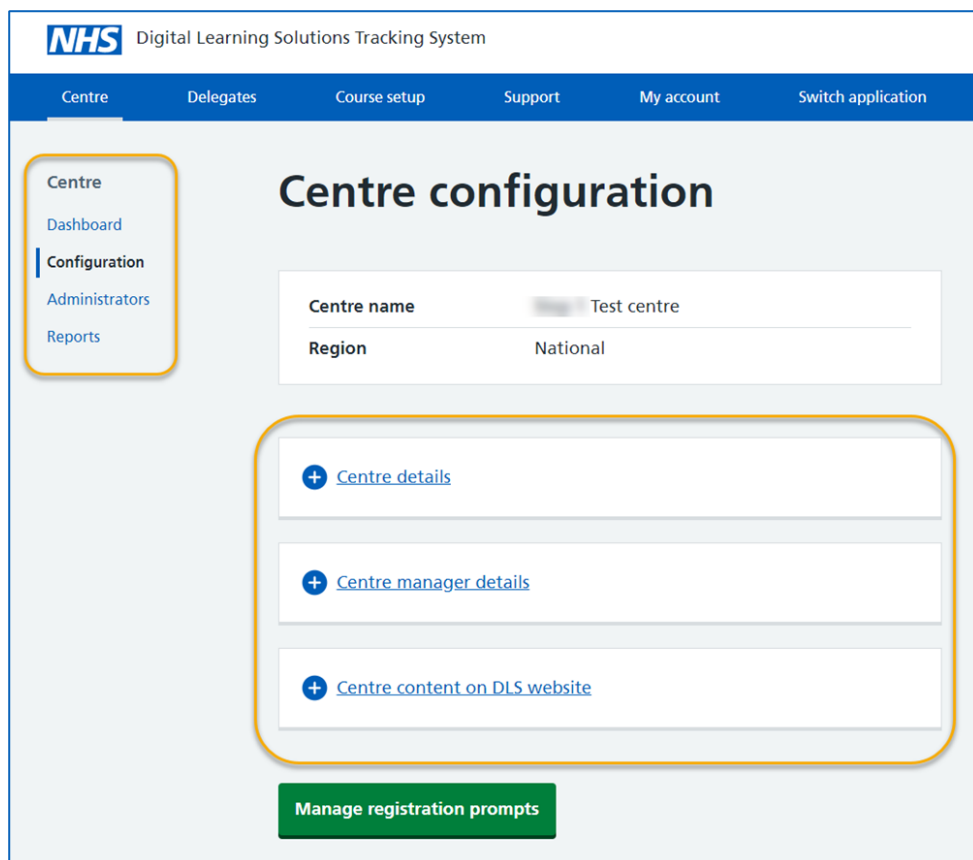 NHS Digital Learning Solutions Tracking System
Centre Delegates Course setup Support My account Switch application
Centre
Dashboard
Configuration
Administrators
Reports
Centre configuration
Centre name Test centre
Region National
Centre details
Centre manager details
Centre content on DLS website
Manage registration prompts